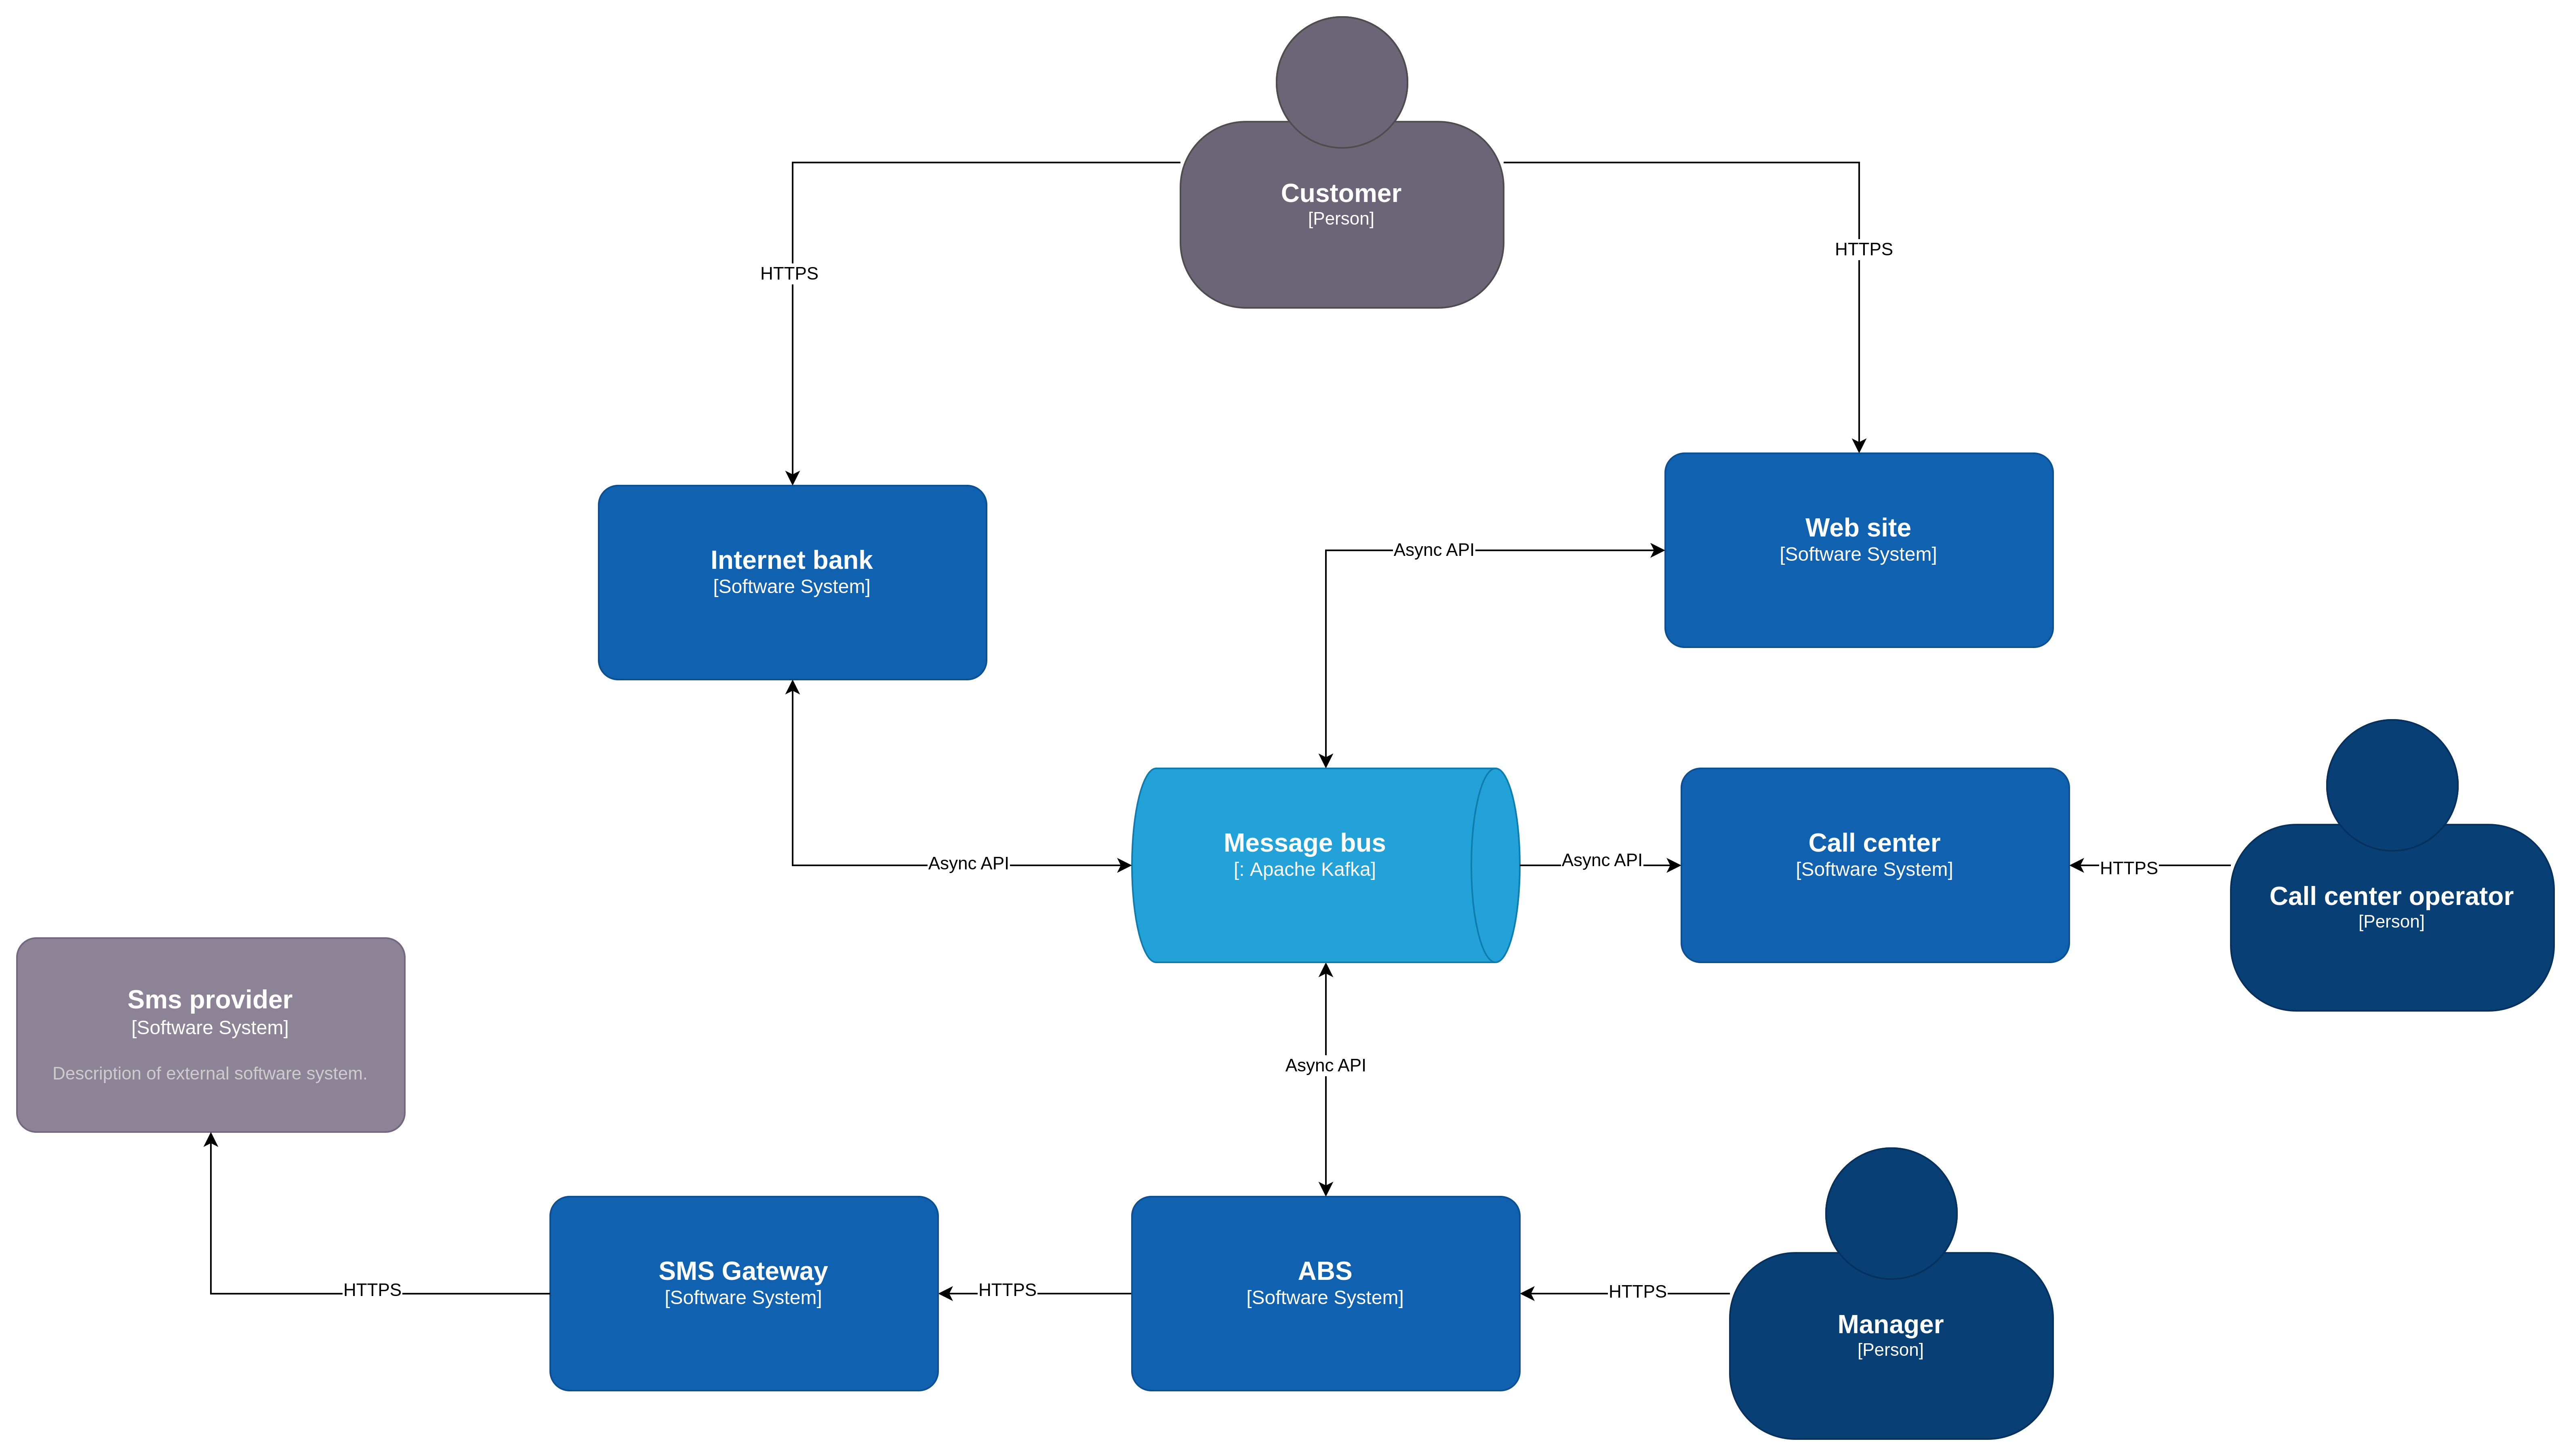 Customer
[Person]
HTTPS
HTTPS
Web site
[Software System]
Internet bank
[Software System]
Async API
Message bus
[: Apache Kafka]
Async API
Async API
Call center
[Software System]
HTTPS
Call center operator
[Person]
Sms provider
[Software System]
Description of external software system.
Async API
SMS Gateway
[Software System]
ABS
[Software System]
HTTPS
HTTPS
HTTPS
Manager
[Person]